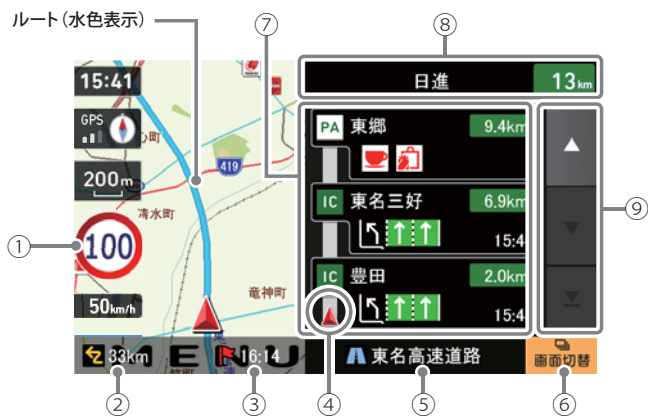 ルート（水色表示）
⑦
⑧
15:41
日進
13km
GPS
心町
PA
東郷
9.4km
419
200m
IC
東名三好
6.9km
清水町
①
100
15:4
⑨
IC
豊田
2.0km
竜神町
50km/h
15:4
33km
MENU
16:14
東名高速道路
画面切替
②
③
④
⑤
⑥